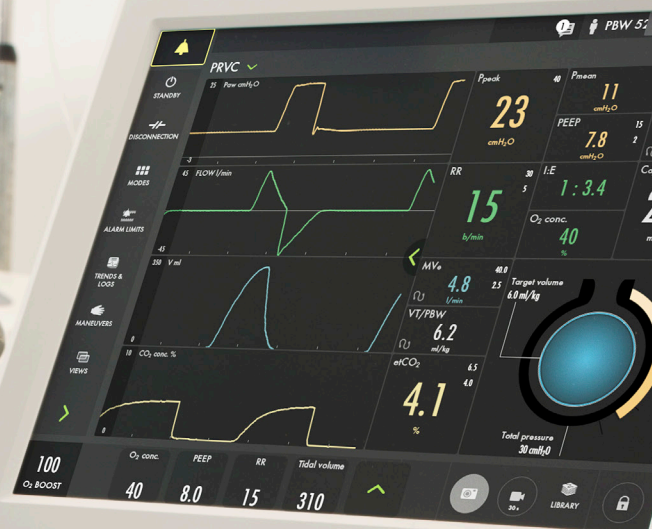 PBW 52
PRVC
25 Paw cmH2O
-3
STANDBY
DISCONNECTION
MODES
ALARM LIMITS
TRENDS &
LOGS
MANEUVERS
VIEWS
45 FLOW l/min
-45
350 V ml
0
10 CO2 conc. %
0
Ppeak 40
23
cmH2O
Pmean
11
cmH2O
PEEP 15
7.8 2
cmH2O
RR 30
5
15
b/min
I:E
1 : 3.4
O2 conc.
40
%
MVe 40.0
4.8 2.5
l/min
VT/PBW
6.2
ml/kg
etCO2 6.5
4.0
4.1
%
Target volume
6.0 ml/kg
Total pressure
30 cmH2O
100
O2 BOOST
O2 conc.
40
PEEP
8.0
RR
15
Tidal volume
310
30s
LIBRARY